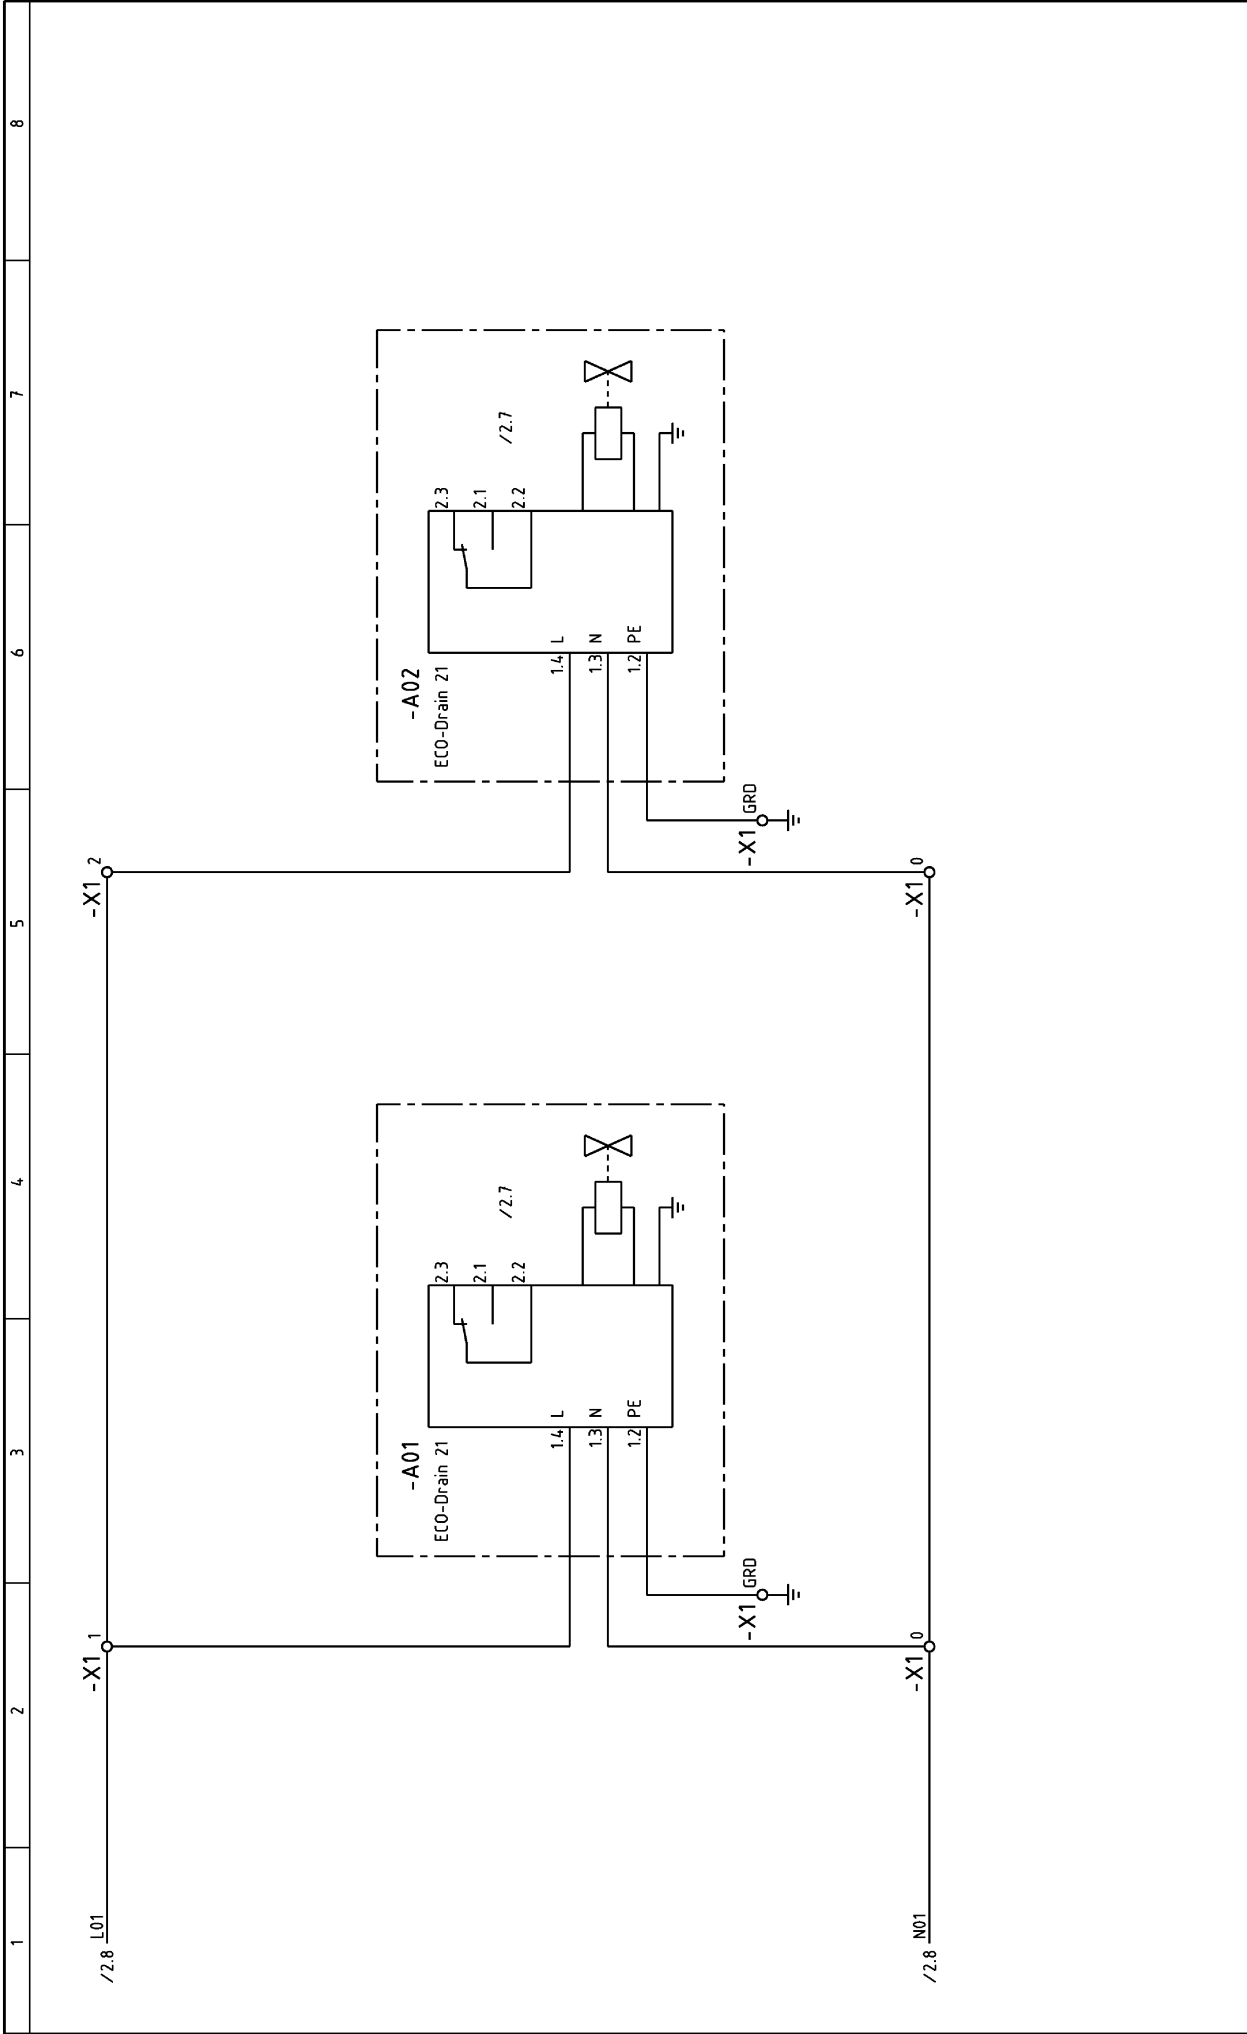 1
2
3
4
5
6
7
8
/2.8 L01
-X1 1
-X1 2
-A01
ECO-Drain 21
2.3
2.1
2.2
/2.7
1.4 L
1.3 N
1.2 PE
-X1 GRD
-A02
ECO-Drain 21
2.3
2.1
2.2
/2.7
1.4 L
1.3 N
1.2 PE
-X1 GRD
/2.8 N01
-X1 0
-X1 0